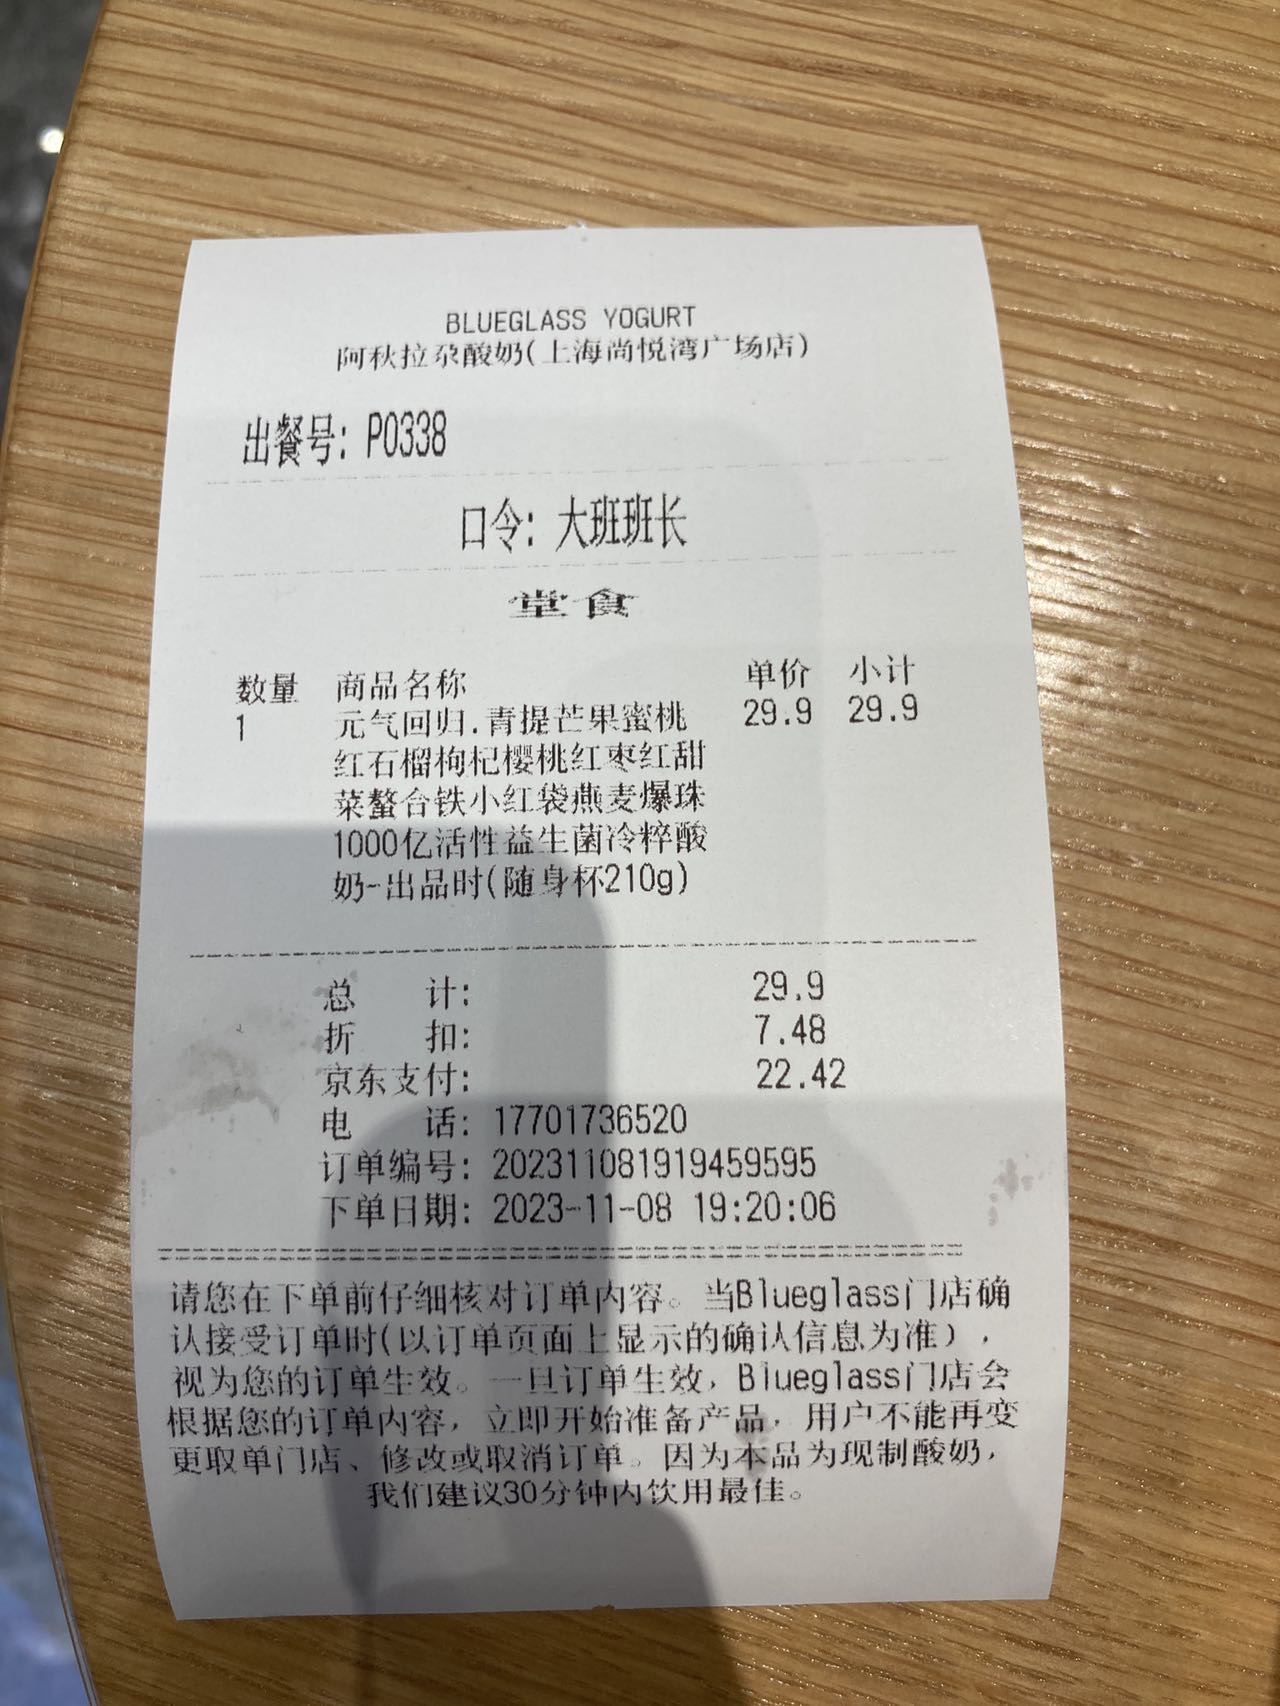 BLUEGLASS YOGURT
阿秋拉尕酸奶(上海尚悦湾广场店)
出餐号: P0338
口令: 大班班长
堂食
数量 商品名称 单价 小计
1 元气回归.青提芒果蜜桃 29.9 29.9
红石榴枸杞樱桃红枣红甜
菜螯合铁小红袋燕麦爆珠
1000亿活性益生菌冷粹酸
奶-出品时(随身杯210g)
总 计: 29.9
折 扣: 7.48
京东支付: 22.42
电 话: 17701736520
订单编号: 202311081919459595
下单日期: 2023-11-08 19:20:06
请您在下单前仔细核对订单内容。当Blueglass门店确
认接受订单时(以订单页面上显示的确认信息为准),
视为您的订单生效。一旦订单生效, Blueglass门店会
根据您的订单内容, 立即开始准备产品, 用户不能再变
更取单门店、修改或取消订单。因为本品为现制酸奶,
我们建议30分钟内饮用最佳。